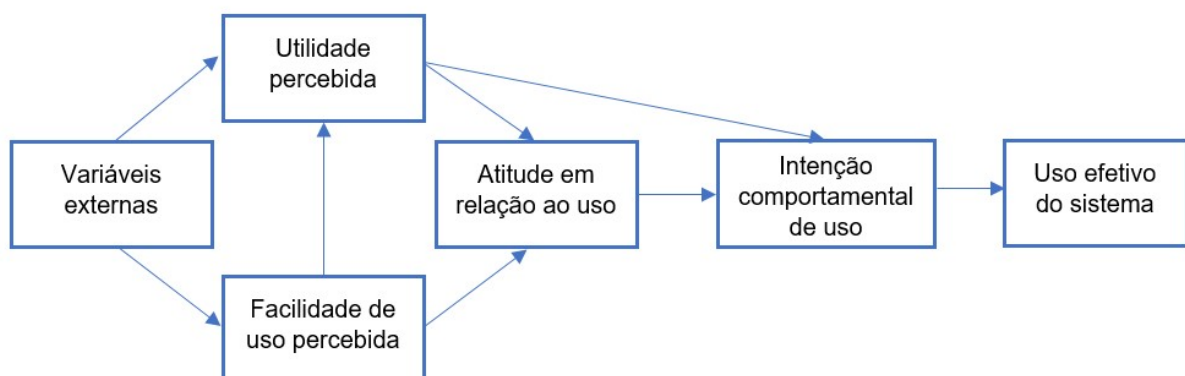 Utilidade
percebida
Variáveis
externas
Atitude em
relação ao uso
Intenção
comportamental
de uso
Uso efetivo
do sistema
Facilidade de
uso percebida